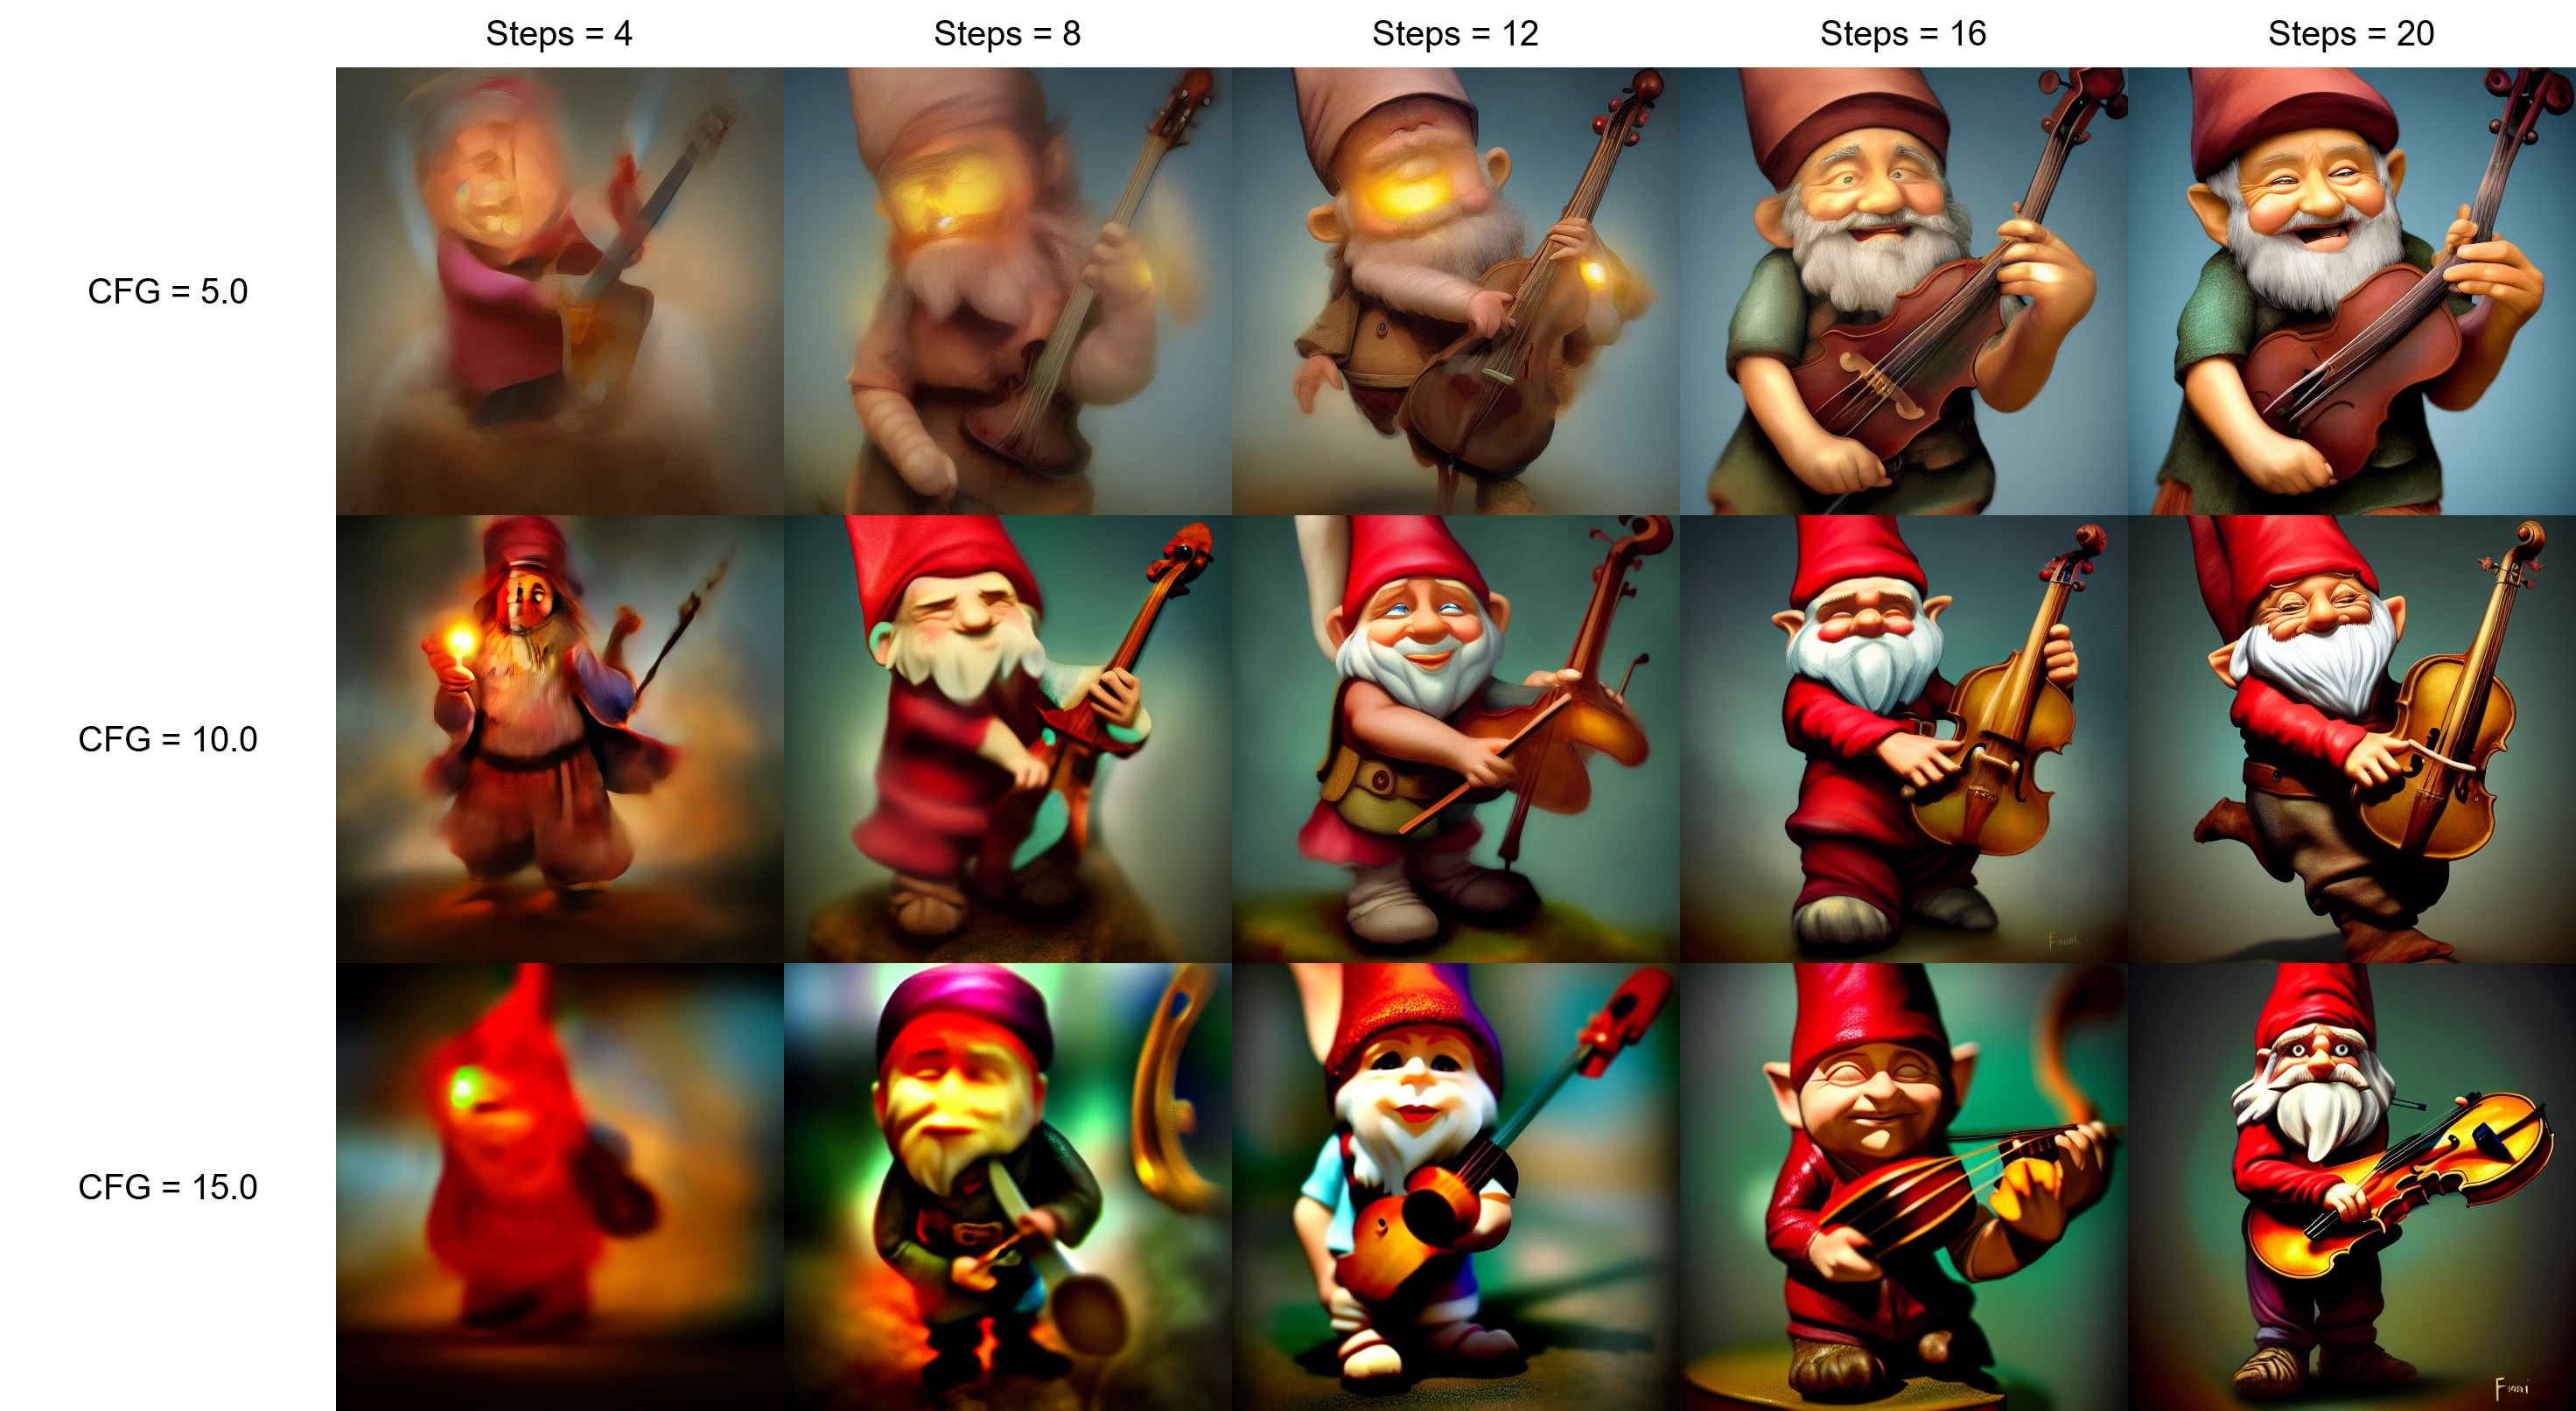 Steps = 4
Steps = 8
Steps = 12
Steps = 16
Steps = 20
CFG = 5.0
CFG = 10.0
CFG = 15.0